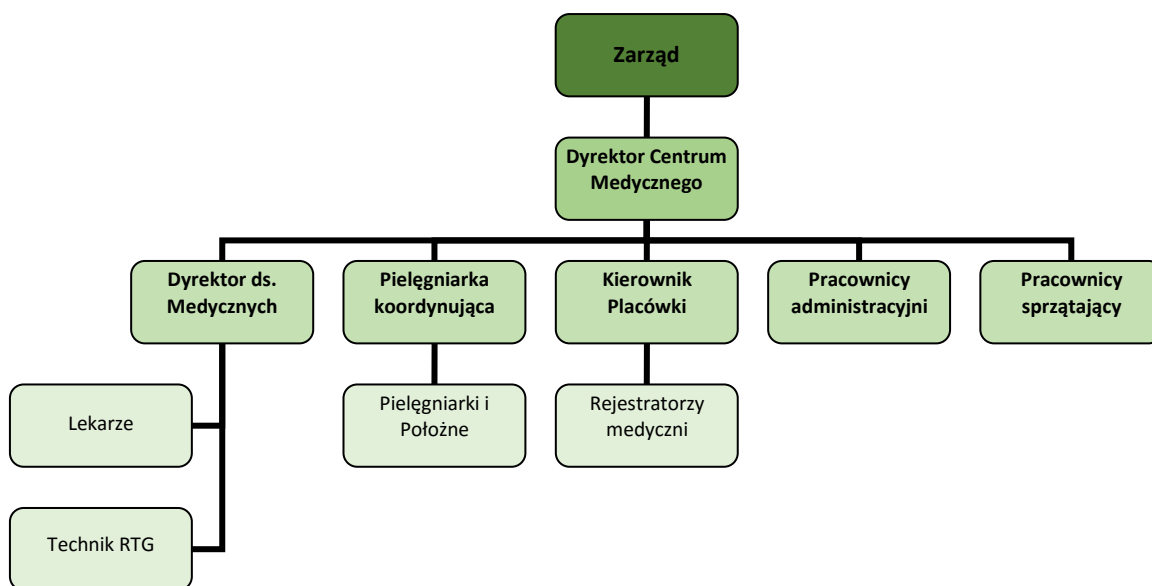 Zarząd
Dyrektor Centrum
Medycznego
Dyrektor ds.
Medycznych
Pielęgniarka
koordynująca
Kierownik
Placówki
Pracownicy
administracyjni
Pracownicy
sprzątający
Lekarze
Pielęgniarki i
Położne
Rejestratorzy
medyczni
Technik RTG